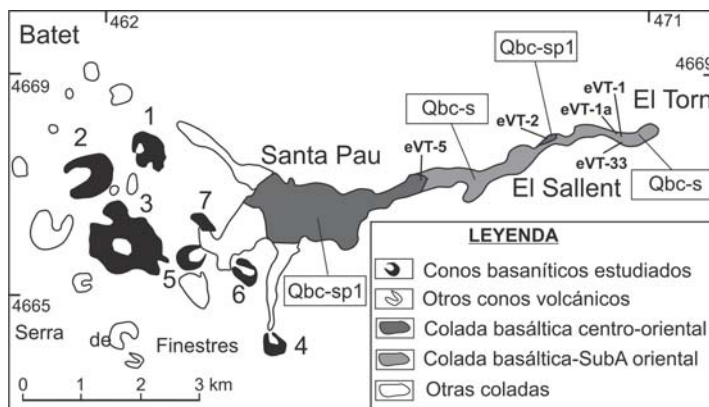 462
471
Batet
4669
4669
Qbc-sp1
El Torn
eVT-1
eVT-1a
Qbc-s
eVT-2
1
2
Santa Pau
eVT-5
eVT-33
El Sallent
Qbc-s
3
7
5
6
Qbc-sp1
4665
4
Serra de Finestres
0 1 2 3 km
LEYENDA
Conos basaníticos estudiados
Otros conos volcánicos
Colada basáltica centro-oriental
Colada basáltica-SubA oriental
Otras coladas